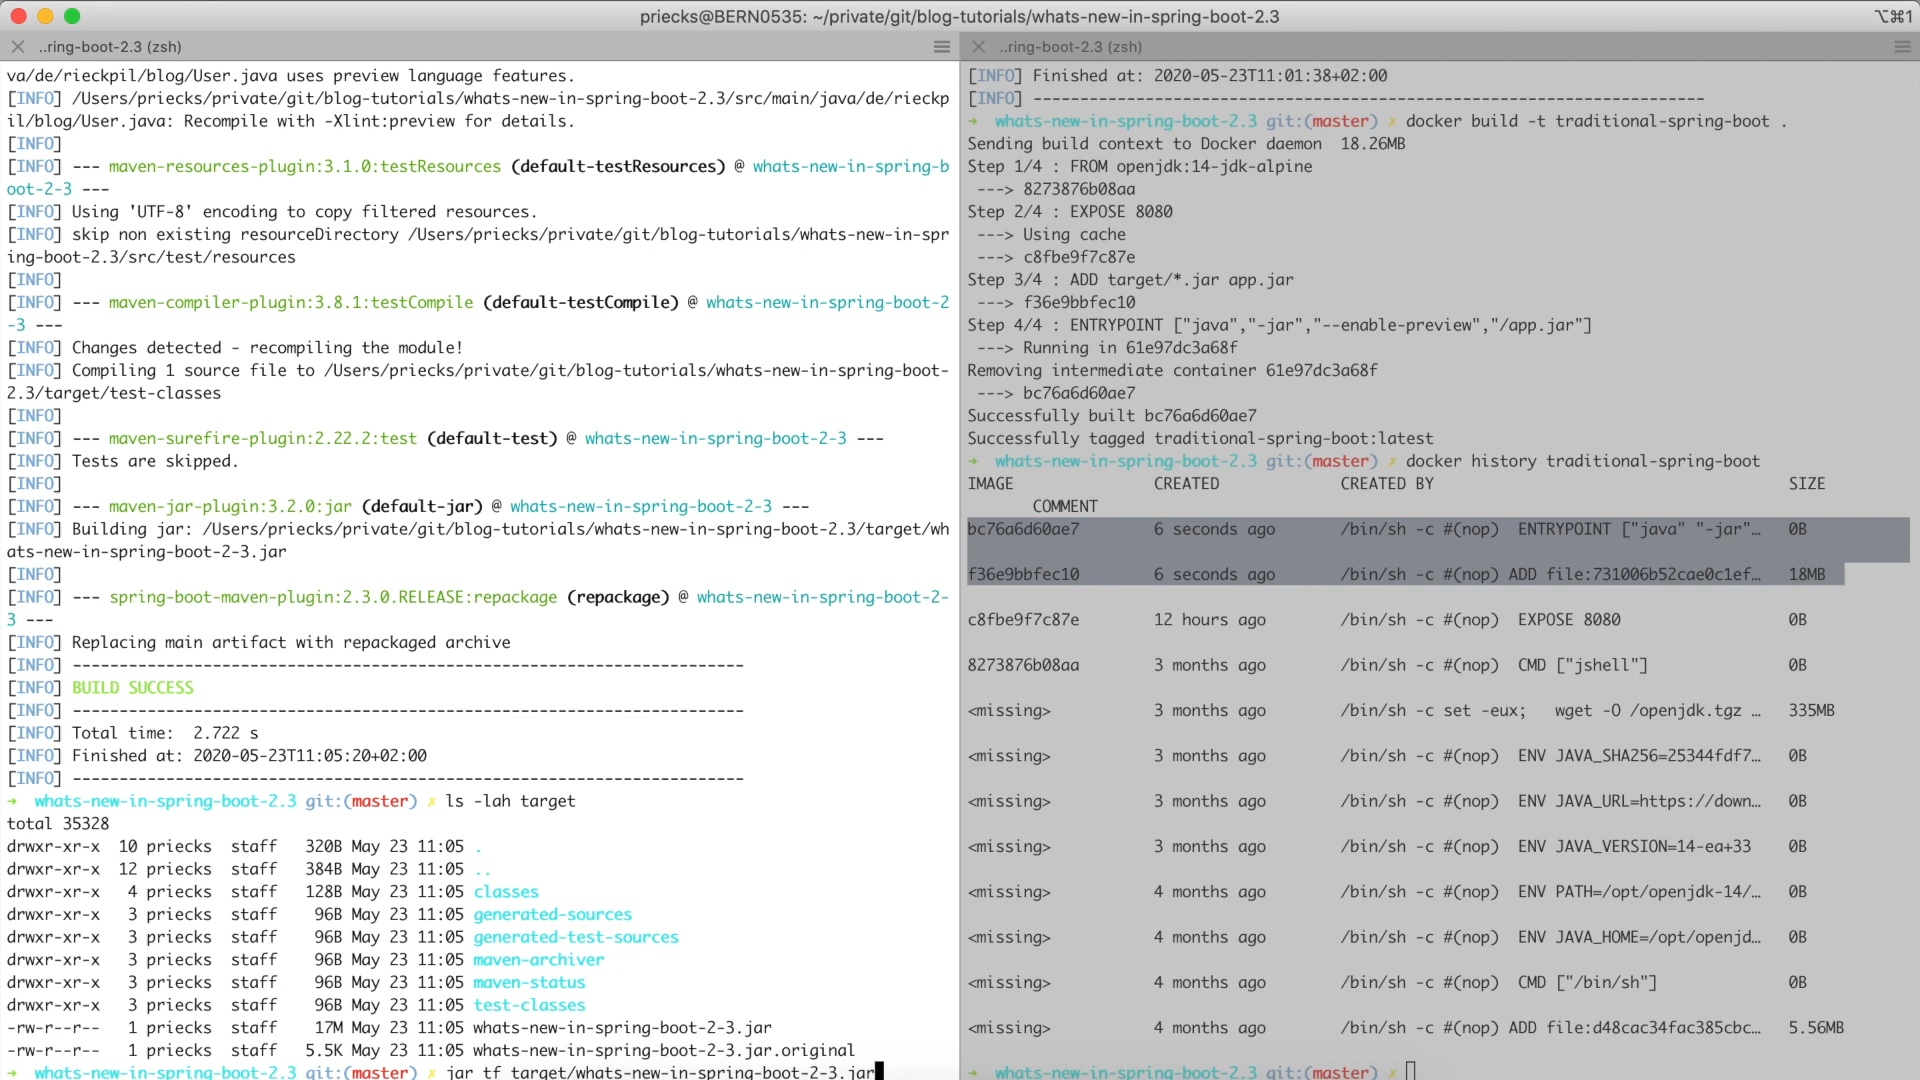 priecks@BERN0535: ~/private/git/blog-tutorials/whats-new-in-spring-boot-2.3
⌥⌘1
..ring-boot-2.3 (zsh)
va/de/rieckpil/blog/User.java uses preview language features.
[INFO] /Users/priecks/private/git/blog-tutorials/whats-new-in-spring-boot-2.3/src/main/java/de/rieckp
il/blog/User.java: Recompile with -Xlint:preview for details.
[INFO]
[INFO] --- maven-resources-plugin:3.1.0:testResources (default-testResources) @ whats-new-in-spring-b
oot-2-3 ---
[INFO] Using 'UTF-8' encoding to copy filtered resources.
[INFO] skip non existing resourceDirectory /Users/priecks/private/git/blog-tutorials/whats-new-in-spr
ing-boot-2.3/src/test/resources
[INFO]
[INFO] --- maven-compiler-plugin:3.8.1:testCompile (default-testCompile) @ whats-new-in-spring-boot-2
-3 ---
[INFO] Changes detected - recompiling the module!
[INFO] Compiling 1 source file to /Users/priecks/private/git/blog-tutorials/whats-new-in-spring-boot-
2.3/target/test-classes
[INFO]
[INFO] --- maven-surefire-plugin:2.22.2:test (default-test) @ whats-new-in-spring-boot-2-3 ---
[INFO] Tests are skipped.
[INFO]
[INFO] --- maven-jar-plugin:3.2.0:jar (default-jar) @ whats-new-in-spring-boot-2-3 ---
[INFO] Building jar: /Users/priecks/private/git/blog-tutorials/whats-new-in-spring-boot-2.3/target/wh
ats-new-in-spring-boot-2-3.jar
[INFO]
[INFO] --- spring-boot-maven-plugin:2.3.0.RELEASE:repackage (repackage) @ whats-new-in-spring-boot-2-
3 ---
[INFO] Replacing main artifact with repackaged archive
[INFO] ------------------------------------------------------------------------
[INFO] BUILD SUCCESS
[INFO] ------------------------------------------------------------------------
[INFO] Total time:  2.722 s
[INFO] Finished at: 2020-05-23T11:05:20+02:00
[INFO] ------------------------------------------------------------------------
➜  whats-new-in-spring-boot-2.3 git:(master) ✗ ls -lah target
total 35328
drwxr-xr-x  10 priecks  staff   320B May 23 11:05 .
drwxr-xr-x  12 priecks  staff   384B May 23 11:05 ..
drwxr-xr-x   4 priecks  staff   128B May 23 11:05 classes
drwxr-xr-x   3 priecks  staff    96B May 23 11:05 generated-sources
drwxr-xr-x   3 priecks  staff    96B May 23 11:05 generated-test-sources
drwxr-xr-x   3 priecks  staff    96B May 23 11:05 maven-archiver
drwxr-xr-x   3 priecks  staff    96B May 23 11:05 maven-status
drwxr-xr-x   3 priecks  staff    96B May 23 11:05 test-classes
-rw-r--r--   1 priecks  staff    17M May 23 11:05 whats-new-in-spring-boot-2-3.jar
-rw-r--r--   1 priecks  staff   5.5K May 23 11:05 whats-new-in-spring-boot-2-3.jar.original
➜  whats-new-in-spring-boot-2.3 git:(master) ✗ jar tf target/whats-new-in-spring-boot-2-3.jar
..ring-boot-2.3 (zsh)
[INFO] Finished at: 2020-05-23T11:01:38+02:00
[INFO] ------------------------------------------------------------------------
➜  whats-new-in-spring-boot-2.3 git:(master) ✗ docker build -t traditional-spring-boot .
Sending build context to Docker daemon  18.26MB
Step 1/4 : FROM openjdk:14-jdk-alpine
 ---> 8273876b08aa
Step 2/4 : EXPOSE 8080
 ---> Using cache
 ---> c8fbe9f7c87e
Step 3/4 : ADD target/*.jar app.jar
 ---> f36e9bbfec10
Step 4/4 : ENTRYPOINT ["java","-jar","--enable-preview","/app.jar"]
 ---> Running in 61e97dc3a68f
Removing intermediate container 61e97dc3a68f
 ---> bc76a6d60ae7
Successfully built bc76a6d60ae7
Successfully tagged traditional-spring-boot:latest
➜  whats-new-in-spring-boot-2.3 git:(master) ✗ docker history traditional-spring-boot
IMAGE               CREATED             CREATED BY                                      SIZE
       COMMENT
bc76a6d60ae7        6 seconds ago       /bin/sh -c #(nop)  ENTRYPOINT ["java" "-jar"…   0B
f36e9bbfec10        6 seconds ago       /bin/sh -c #(nop) ADD file:731006b52cae0c1ef…   18MB
c8fbe9f7c87e        12 hours ago        /bin/sh -c #(nop)  EXPOSE 8080                  0B
8273876b08aa        3 months ago        /bin/sh -c #(nop)  CMD ["jshell"]               0B
<missing>           3 months ago        /bin/sh -c set -eux;   wget -O /openjdk.tgz …   335MB
<missing>           3 months ago        /bin/sh -c #(nop)  ENV JAVA_SHA256=25344fdf7…   0B
<missing>           3 months ago        /bin/sh -c #(nop)  ENV JAVA_URL=https://down…   0B
<missing>           3 months ago        /bin/sh -c #(nop)  ENV JAVA_VERSION=14-ea+33    0B
<missing>           4 months ago        /bin/sh -c #(nop)  ENV PATH=/opt/openjdk-14/…   0B
<missing>           4 months ago        /bin/sh -c #(nop)  ENV JAVA_HOME=/opt/openjd…   0B
<missing>           4 months ago        /bin/sh -c #(nop)  CMD ["/bin/sh"]              0B
<missing>           4 months ago        /bin/sh -c #(nop) ADD file:d48cac34fac385cbc…   5.56MB
➜  whats-new-in-spring-boot-2.3 git:(master) ✗